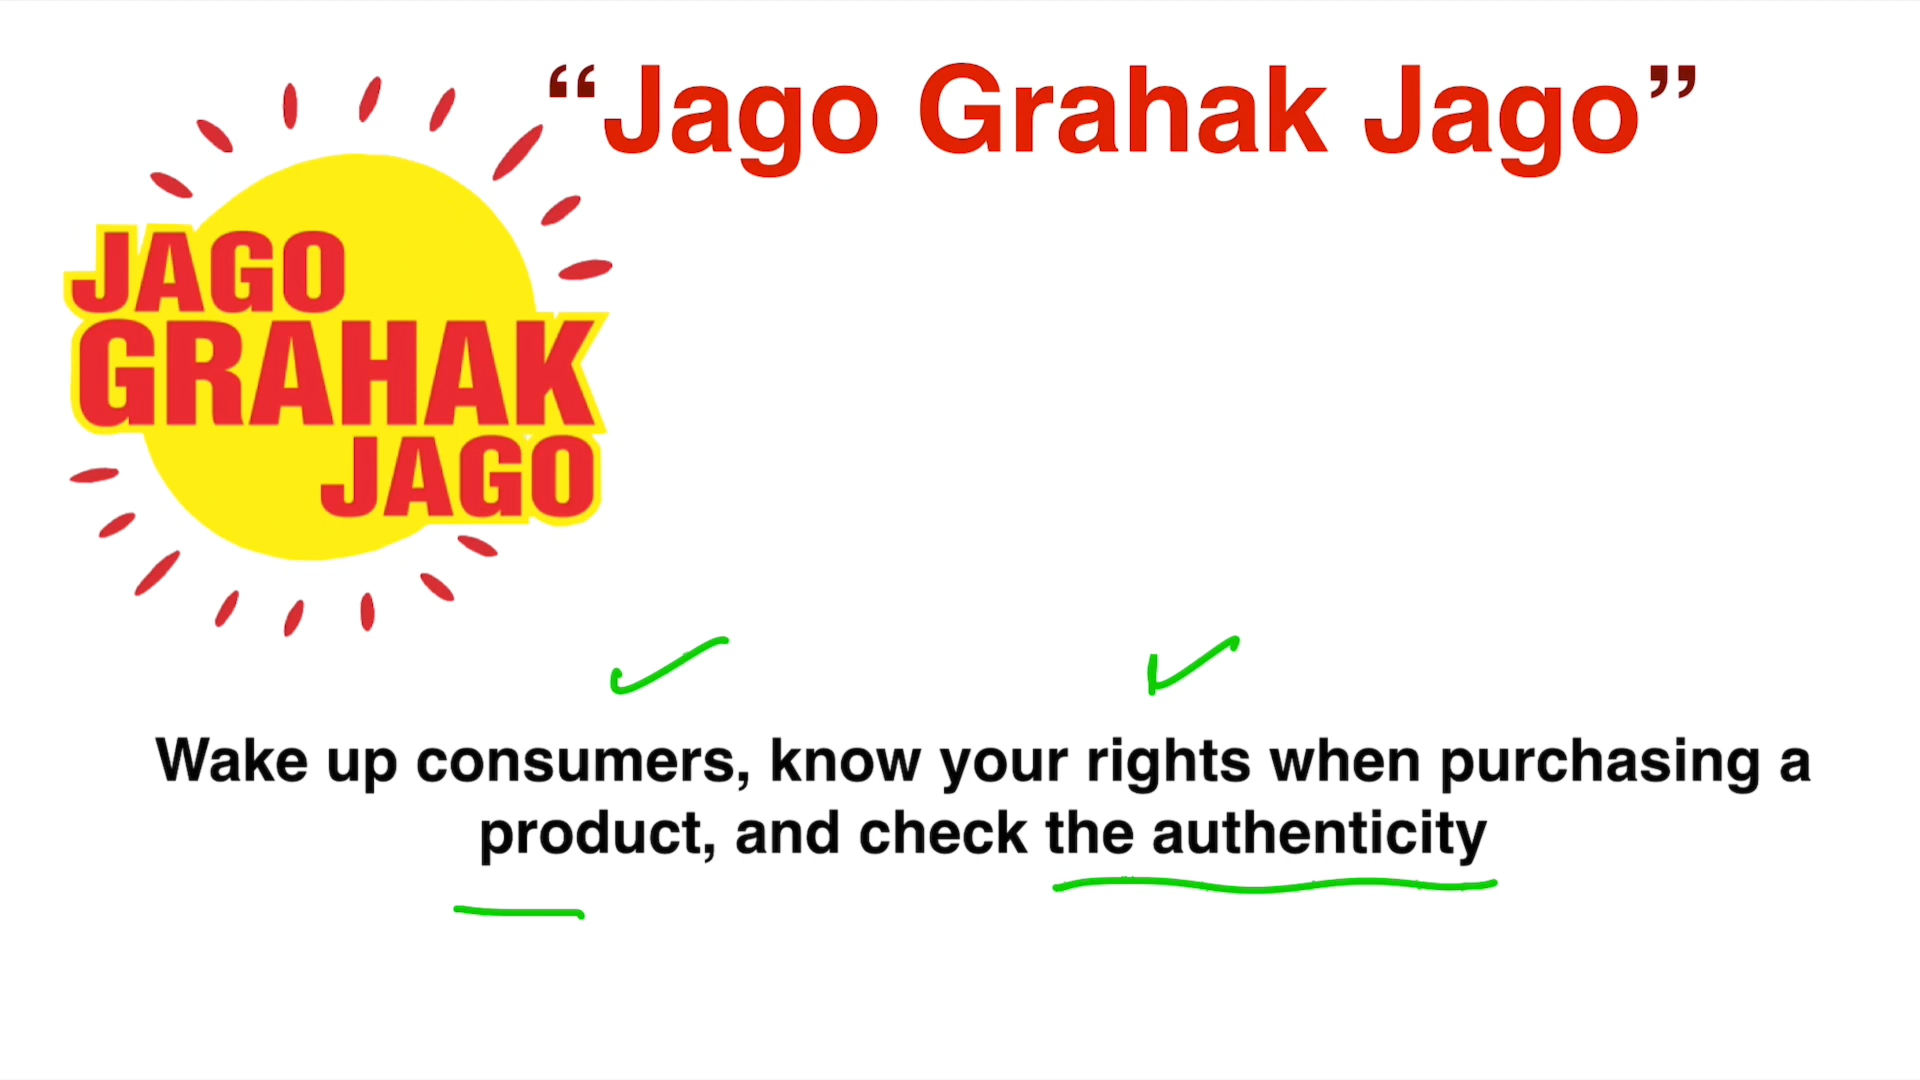 “Jago Grahak Jago”
JAGO
GRAHAK
JAGO
Wake up consumers, know your rights when purchasing a
product, and check the authenticity